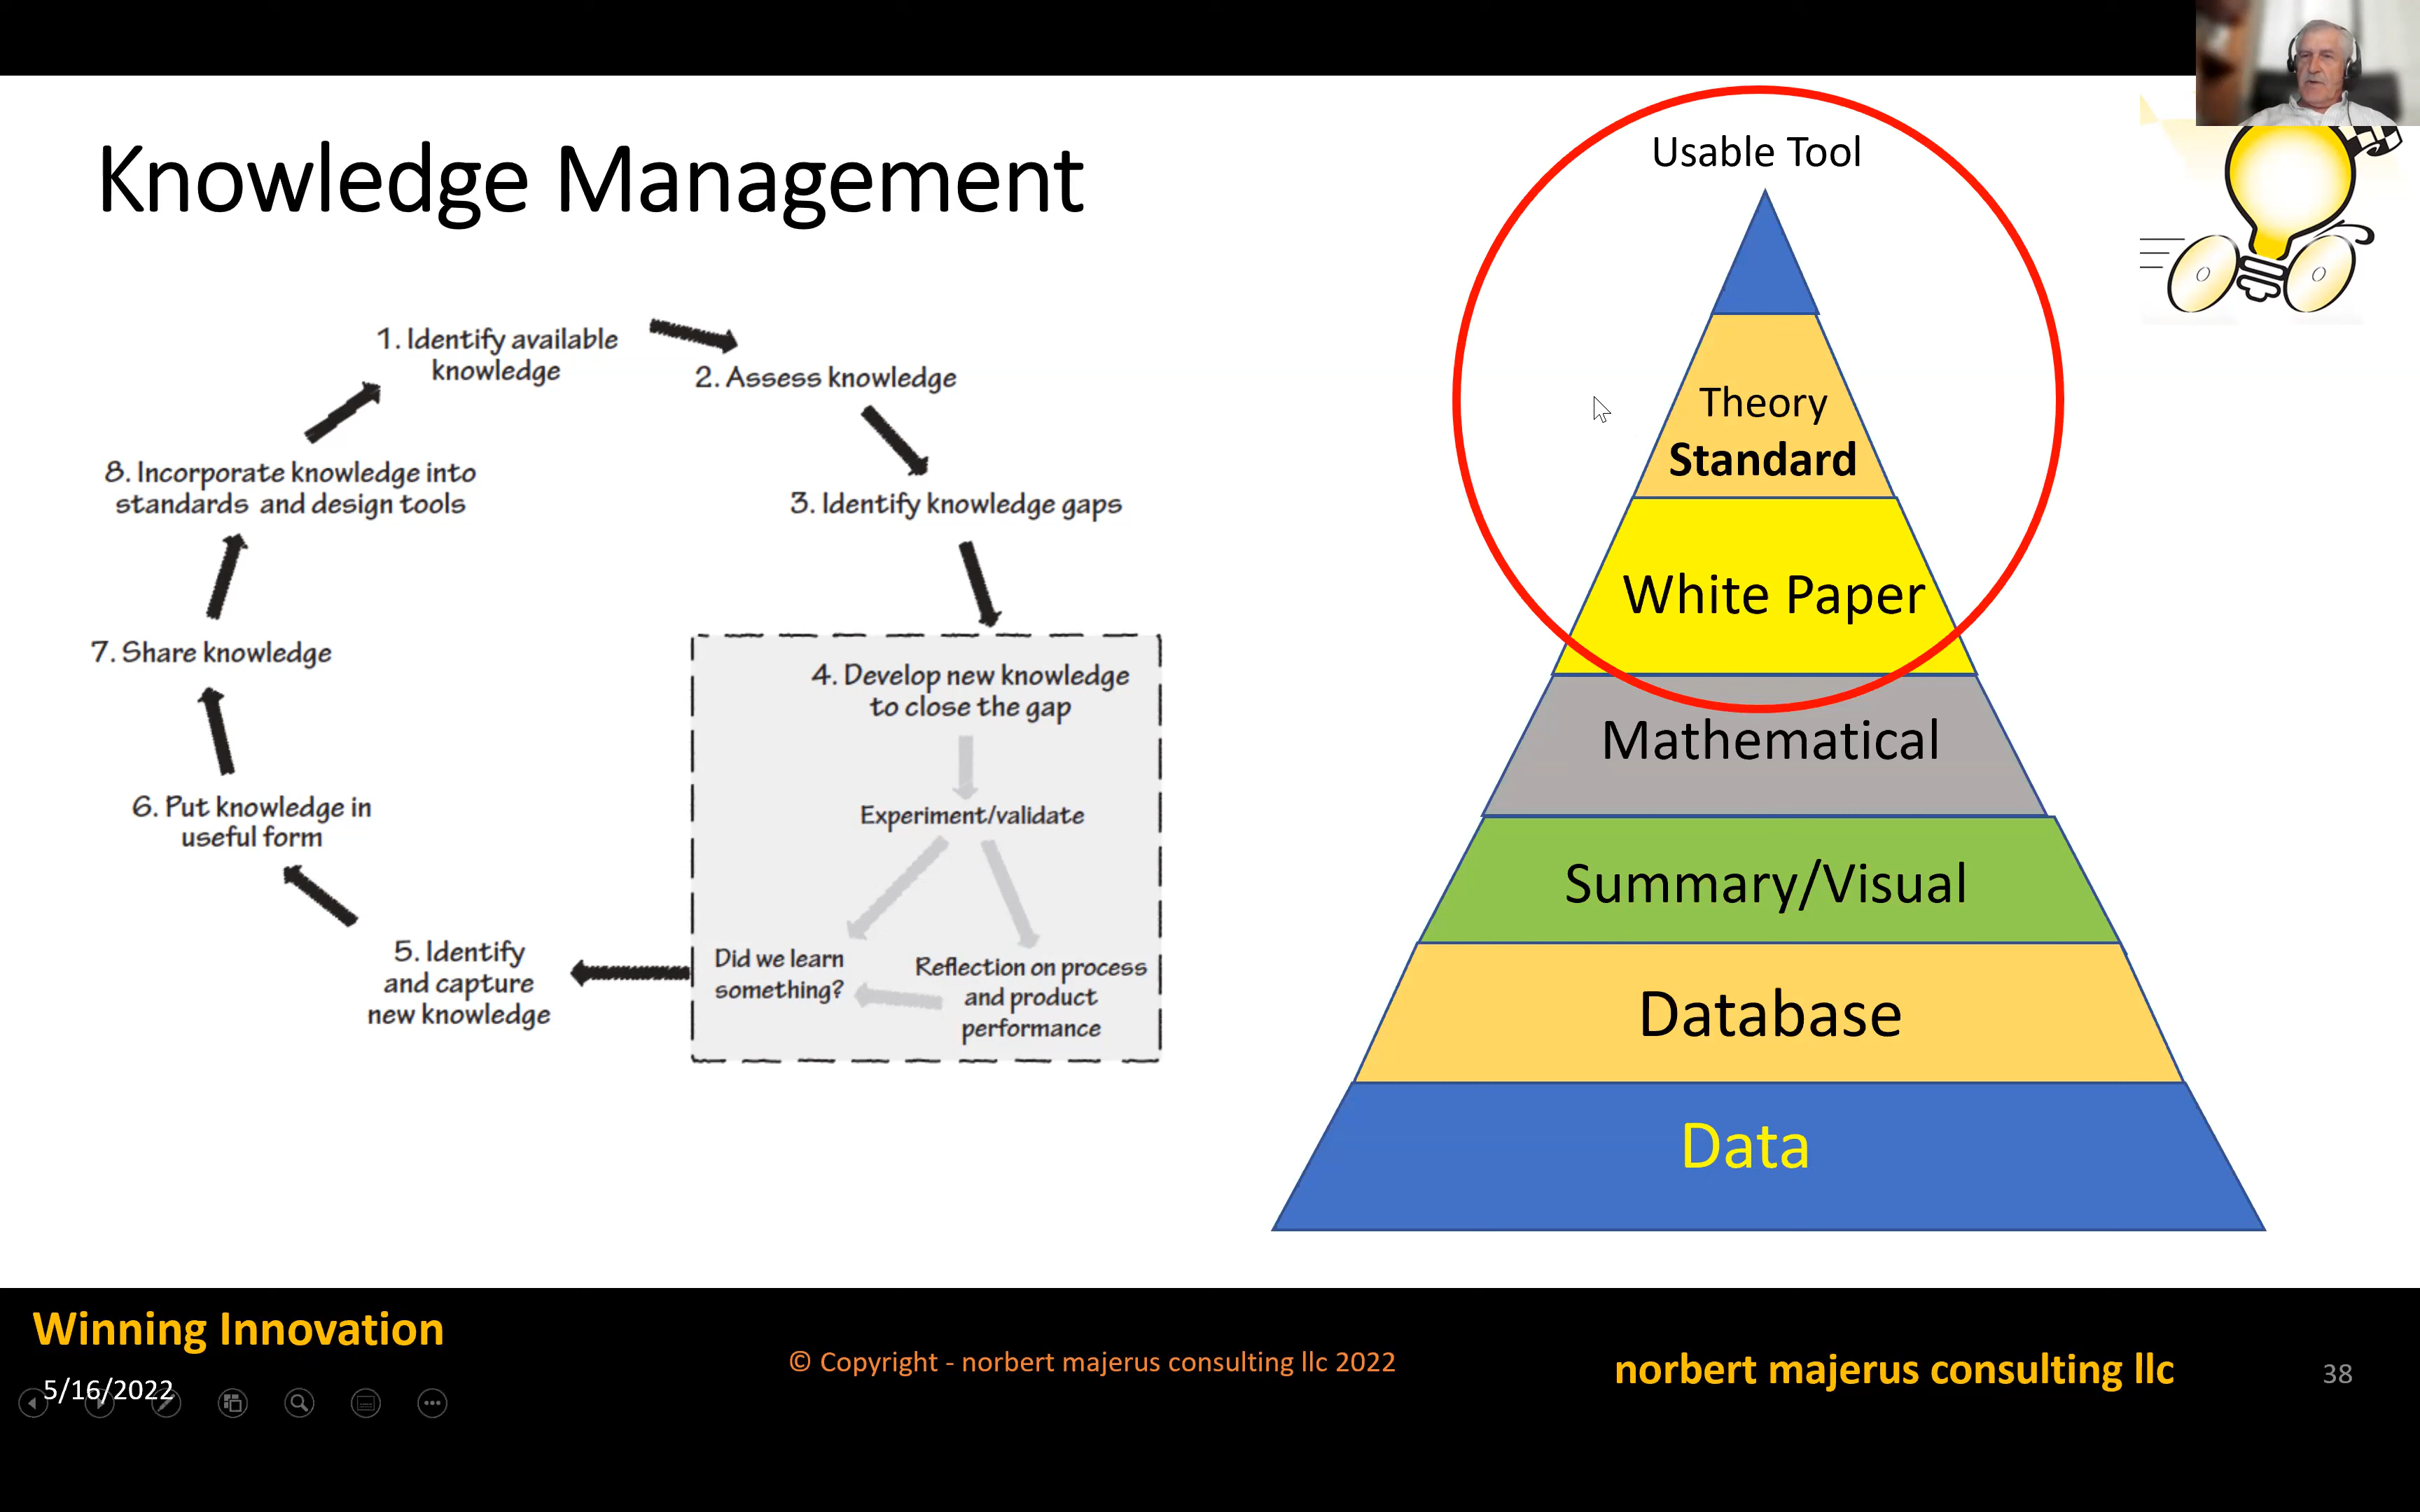 Knowledge Management
1. Identify available
knowledge
2. Assess knowledge
3. Identify knowledge gaps
4. Develop new knowledge
to close the gap
Experiment/validate
Did we learn
something?
Reflection on process
and product
performance
5. Identify
and capture
new knowledge
6. Put knowledge in
useful form
7. Share knowledge
8. Incorporate knowledge into
standards and design tools
Usable Tool
Theory
Standard
White Paper
Mathematical
Summary/Visual
Database
Data
Winning Innovation
5/16/2022
© Copyright - norbert majerus consulting llc 2022
norbert majerus consulting llc
38